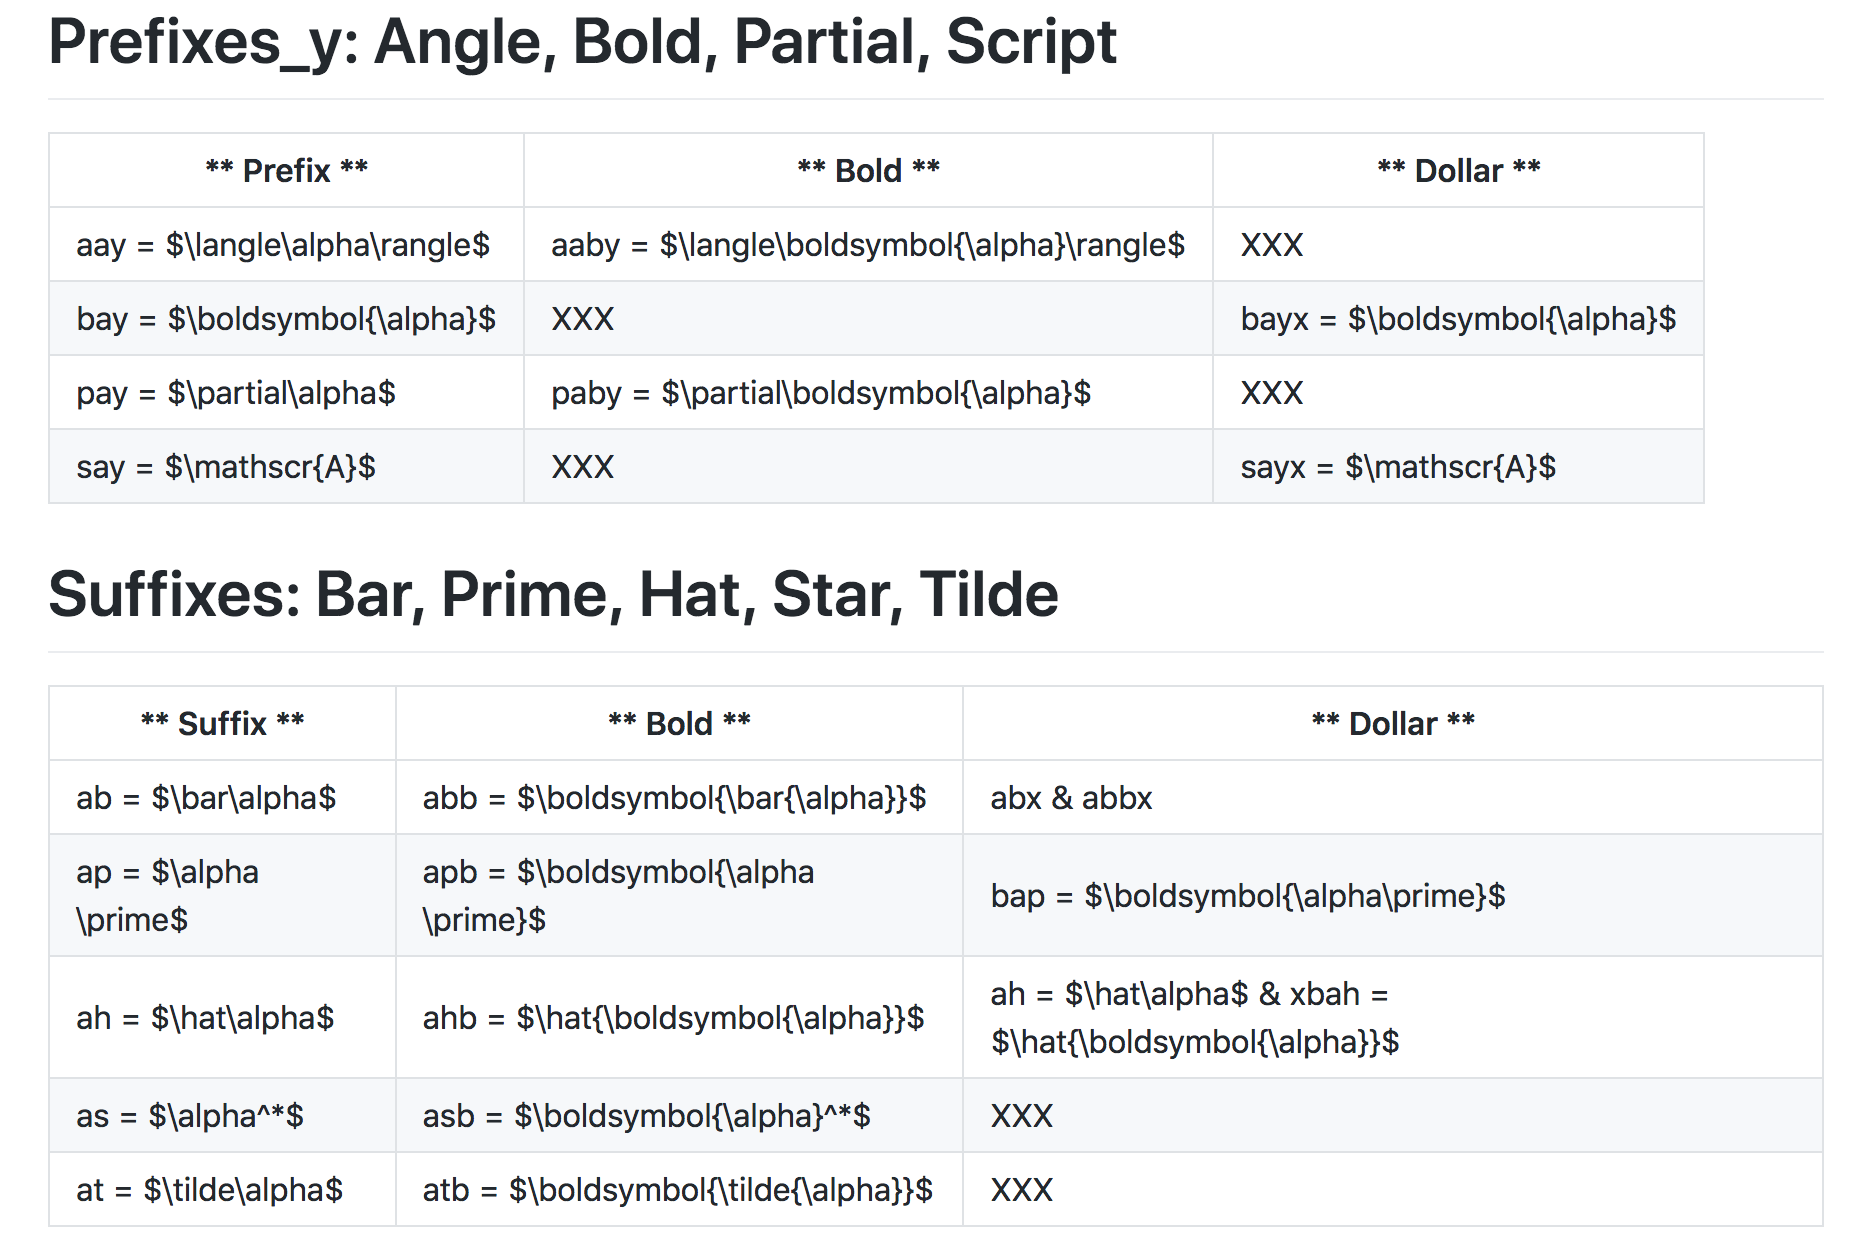 Prefixes_y: Angle, Bold, Partial, Script
** Prefix ** ** Bold ** ** Dollar **
aay = $\langle\alpha\rangle$ aaby = $\langle\boldsymbol{\alpha}\rangle$ XXX
bay = $\boldsymbol{\alpha}$ XXX bayx = $\boldsymbol{\alpha}$
pay = $\partial\alpha$ paby = $\partial\boldsymbol{\alpha}$ XXX
say = $\mathscr{A}$ XXX sayx = $\mathscr{A}$
Suffixes: Bar, Prime, Hat, Star, Tilde
** Suffix ** ** Bold ** ** Dollar **
ab = $\bar\alpha$ abb = $\boldsymbol{\bar{\alpha}}$ abx & abbx
ap = $\alpha
\prime$
apb = $\boldsymbol{\alpha
\prime}$
bap = $\boldsymbol{\alpha\prime}$
ah = $\hat\alpha$
ahb = $\hat{\boldsymbol{\alpha}}$
ah = $\hat\alpha$ & xbah =
$\hat{\boldsymbol{\alpha}}$
as = $\alpha^*$ asb = $\boldsymbol{\alpha}^*$ XXX
at = $\tilde\alpha$ atb = $\boldsymbol{\tilde{\alpha}}$ XXX